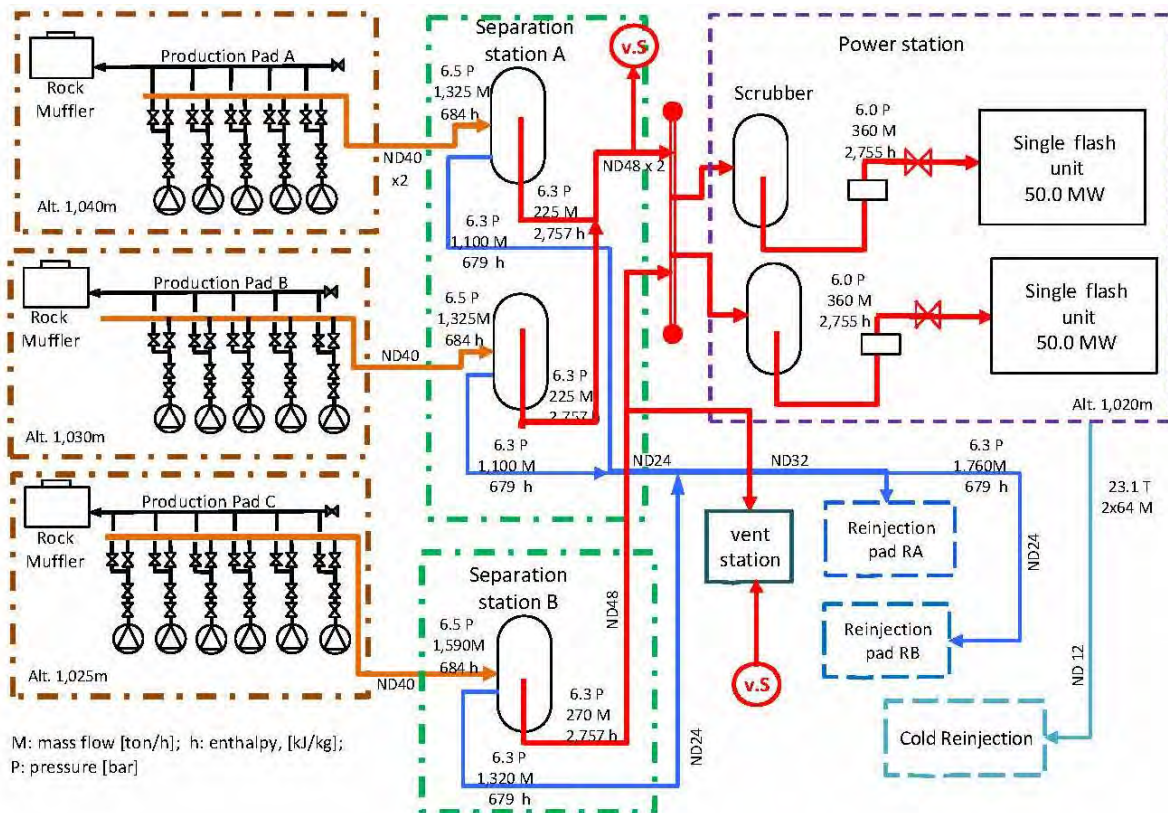 Production Pad A
Rock
Muffler
Alt. 1,040m
ND40
x2
Production Pad B
Rock
Muffler
Alt. 1,030m
ND40
Production Pad C
Rock
Muffler
Alt. 1,025m
ND40
M: mass flow [ton/h]; h: enthalpy, [kJ/kg];
P: pressure [bar]
Separation
station A
6.5 P
1,325 M
684 h
6.3 P
225 M
2,757 h
6.3 P
1,100 M
679 h
6.5 P
1,325M
684 h
6.3 P
225 M
2,757 h
6.3 P
1,100M
679 h
Separation
station B
6.5 P
1,590M
684 h
6.3 P
270 M
2,757 h
6.3 P
1,320 M
679 h
v.S
ND48 x 2
ND24
ND32
ND48
ND24
vent
station
v.S
Power station
Scrubber
6.0 P
360 M
2,755 h
Single flash
unit
50.0 MW
6.0 P
360 M
2,755 h
Single flash
unit
50.0 MW
Alt. 1,020m
6.3 P
1.760M
679 h
Reinjection
pad RA
ND24
Reinjection
pad RB
23.1 T
2x64 M
ND 12
Cold Reinjection